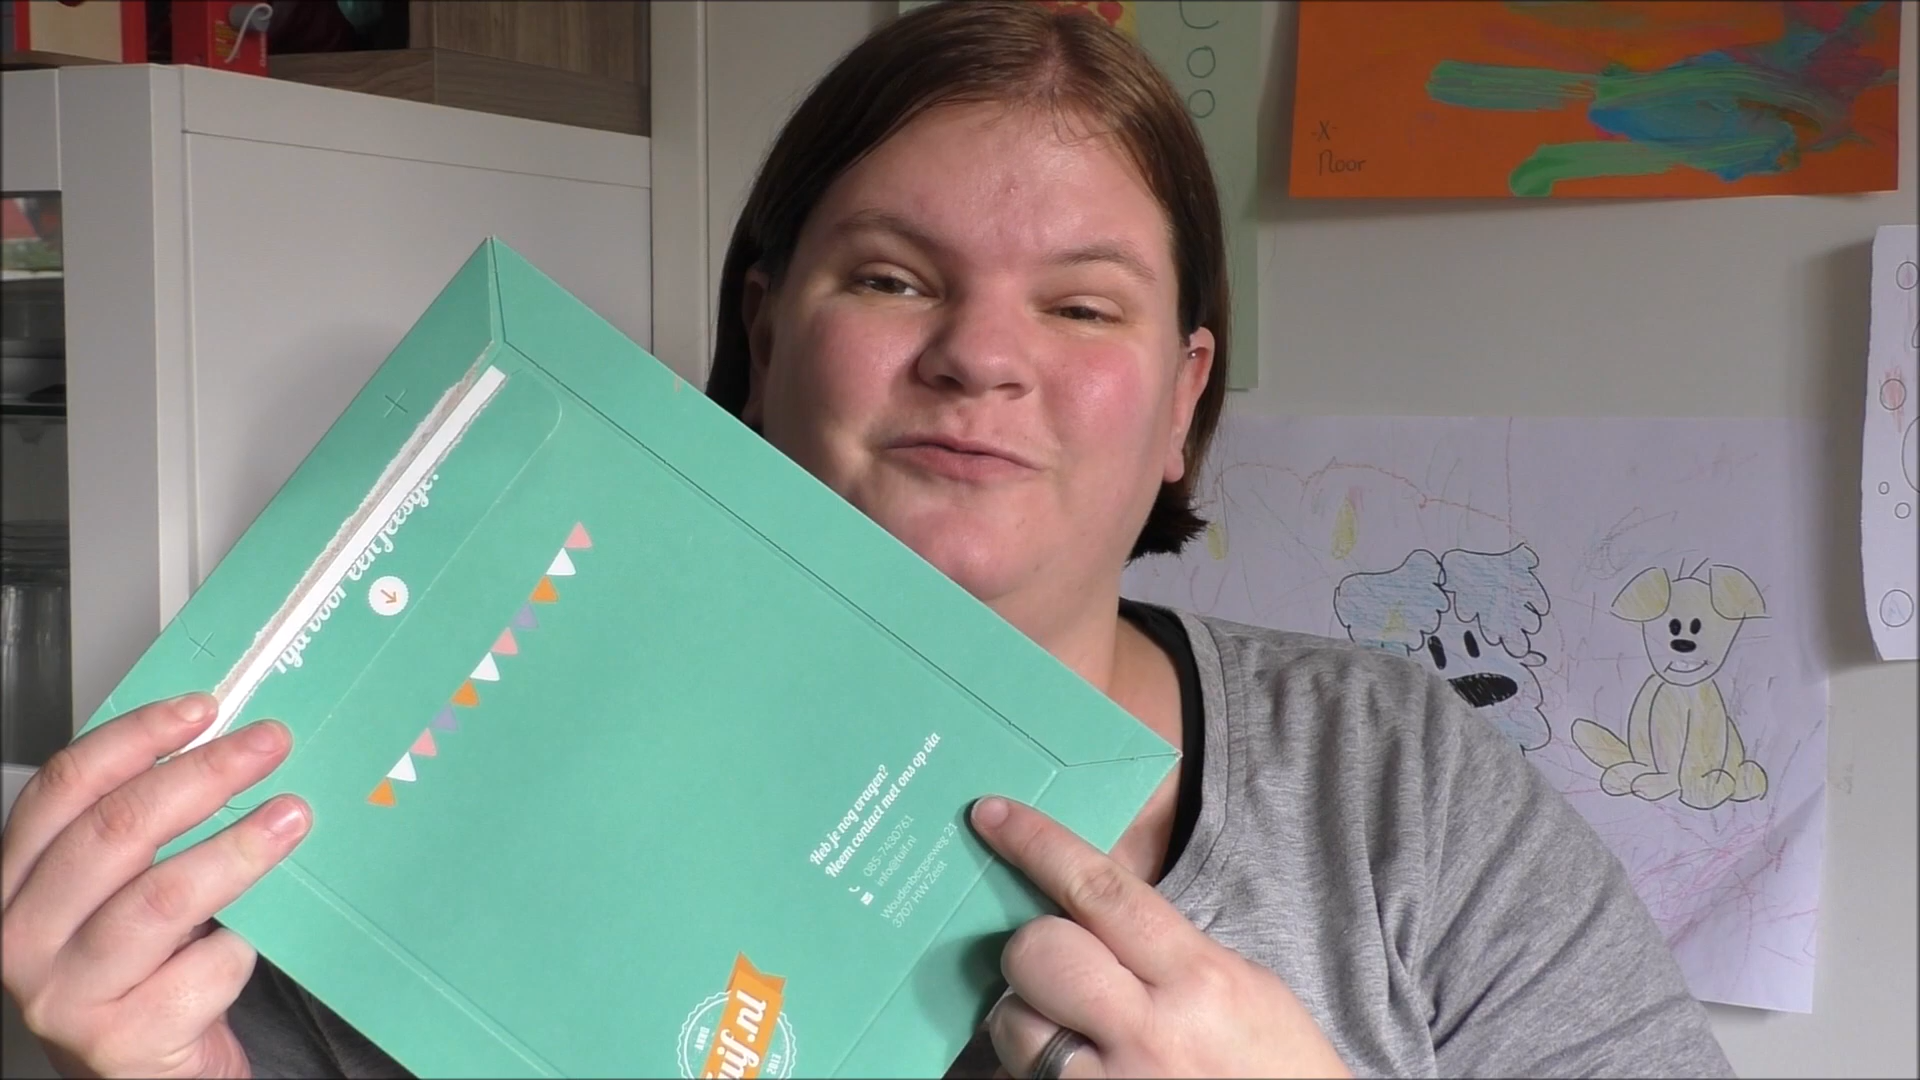 Tijd voor een feestje!
Heb je nog vragen?
Neem contact met ons op via
085-7430761
info@fuif.nl
Woudenbergseweg 21
3707 HW Zeist
fuif.nl
ANNO
2013
-X-
Noor